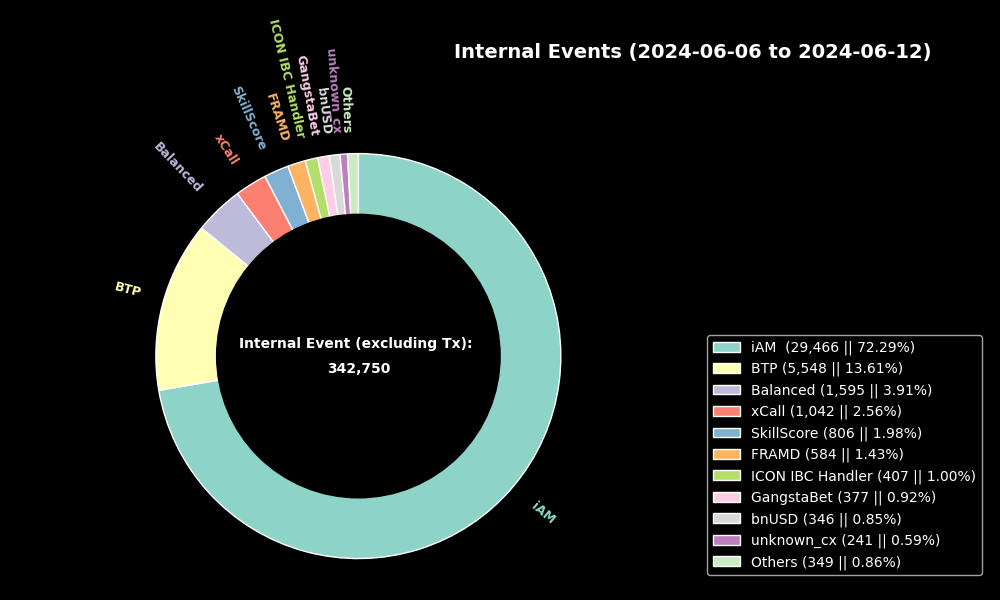 Internal Events (2024-06-06 to 2024-06-12)
ICON IBC Handler
unknown cx
GangstaBet
SkillScore
bnUSD
Others
FRAMD
xCall
Balanced
BTP
Internal Event (excluding Tx):
342,750
iAM
iAM (29,466 || 72.29%)
BTP (5,548 || 13.61%)
Balanced (1,595 || 3.91%)
xCall (1,042 || 2.56%)
SkillScore (806 || 1.98%)
FRAMD (584 || 1.43%)
ICON IBC Handler (407 || 1.00%)
GangstaBet (377 || 0.92%)
bnUSD (346 || 0.85%)
unknown_cx (241 || 0.59%)
Others (349 || 0.86%)